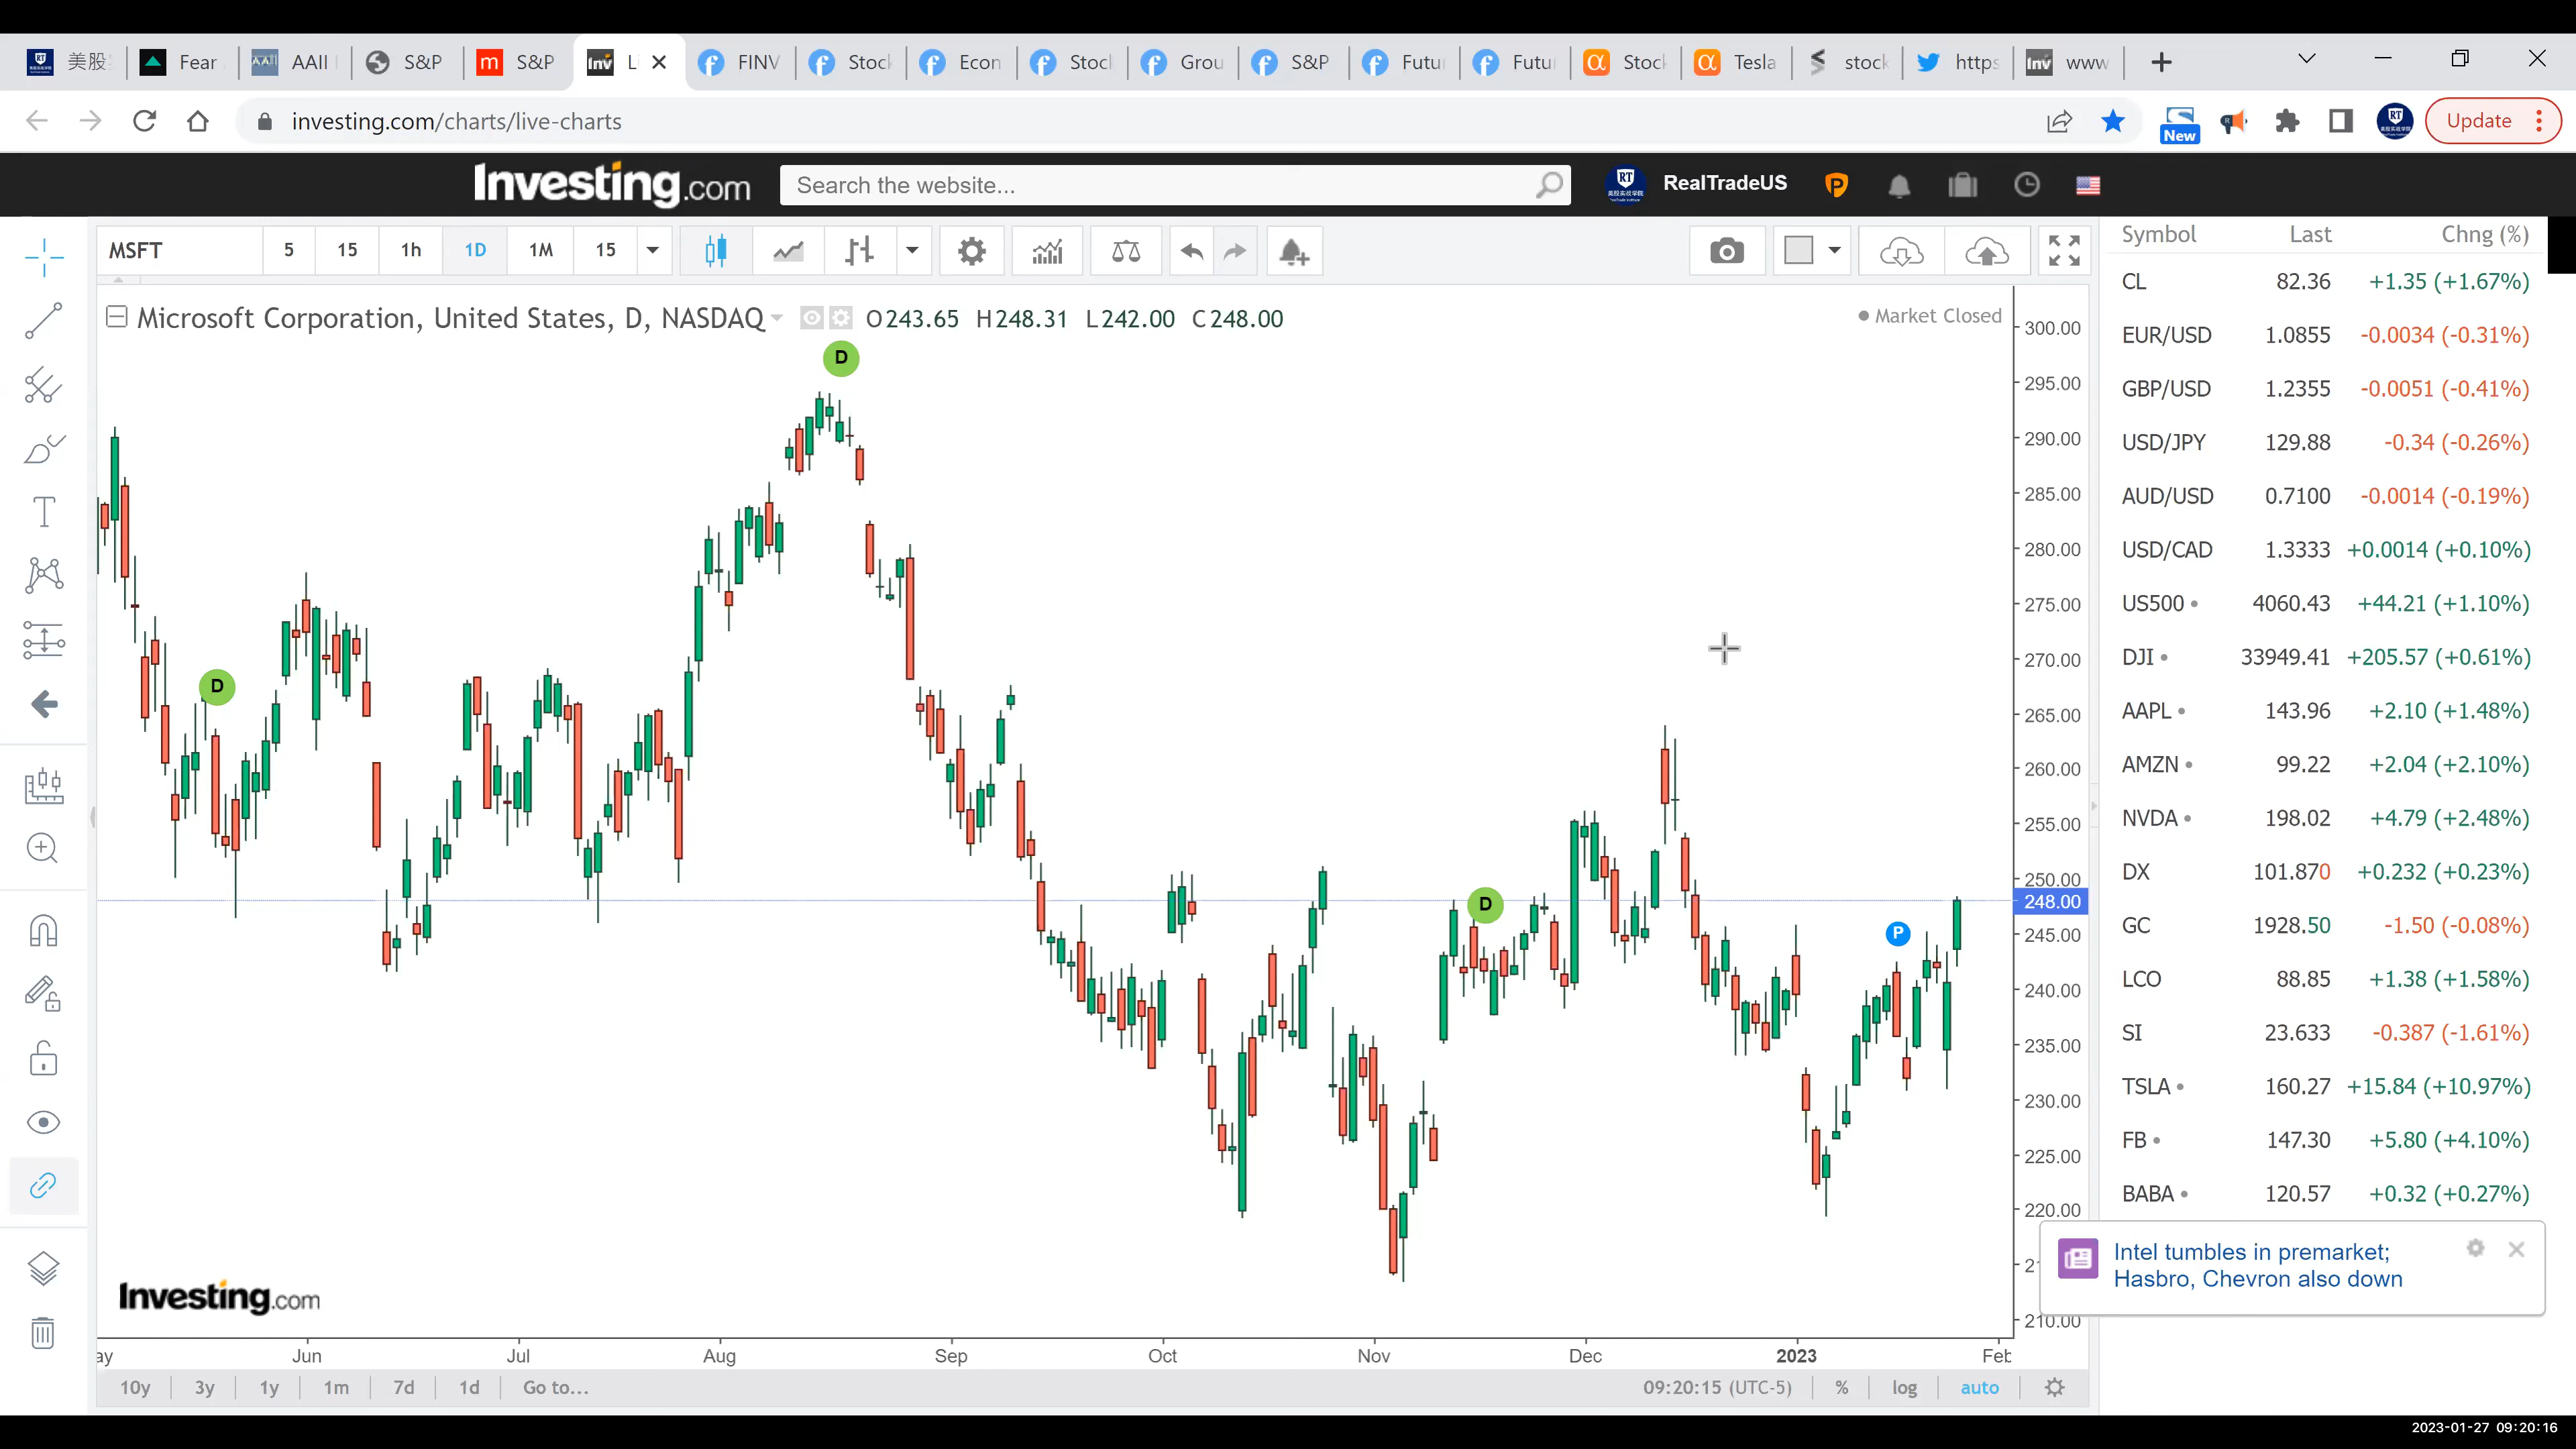 美股 Fear AAII S&P S&P Li FINV Stoc Econ Stoc Grou S&P Futu Futu Stock Tesla stock https www
investing.com/charts/live-charts New Update
Investing.com Search the website... RT RealTradeUS P
MSFT 5 15 1h 1D 1M 15
Microsoft Corporation, United States, D, NASDAQ O243.65 H248.31 L242.00 C248.00 Market Closed
D
D
D
P
300.00
295.00
290.00
285.00
280.00
275.00
270.00
265.00
260.00
255.00
250.00
248.00
245.00
240.00
235.00
230.00
225.00
220.00
21
210.00
Investing.com
ay Jun Jul Aug Sep Oct Nov Dec 2023 Feb
10y 3y 1y 1m 7d 1d Go to... 09:20:15 (UTC-5) % log auto
Symbol Last Chng (%)
CL 82.36 +1.35 (+1.67%)
EUR/USD 1.0855 -0.0034 (-0.31%)
GBP/USD 1.2355 -0.0051 (-0.41%)
USD/JPY 129.88 -0.34 (-0.26%)
AUD/USD 0.7100 -0.0014 (-0.19%)
USD/CAD 1.3333 +0.0014 (+0.10%)
US500 4060.43 +44.21 (+1.10%)
DJI 33949.41 +205.57 (+0.61%)
AAPL 143.96 +2.10 (+1.48%)
AMZN 99.22 +2.04 (+2.10%)
NVDA 198.02 +4.79 (+2.48%)
DX 101.870 +0.232 (+0.23%)
GC 1928.50 -1.50 (-0.08%)
LCO 88.85 +1.38 (+1.58%)
SI 23.633 -0.387 (-1.61%)
TSLA 160.27 +15.84 (+10.97%)
FB 147.30 +5.80 (+4.10%)
BABA 120.57 +0.32 (+0.27%)
Intel tumbles in premarket;
Hasbro, Chevron also down
2023-01-27 09:20:16